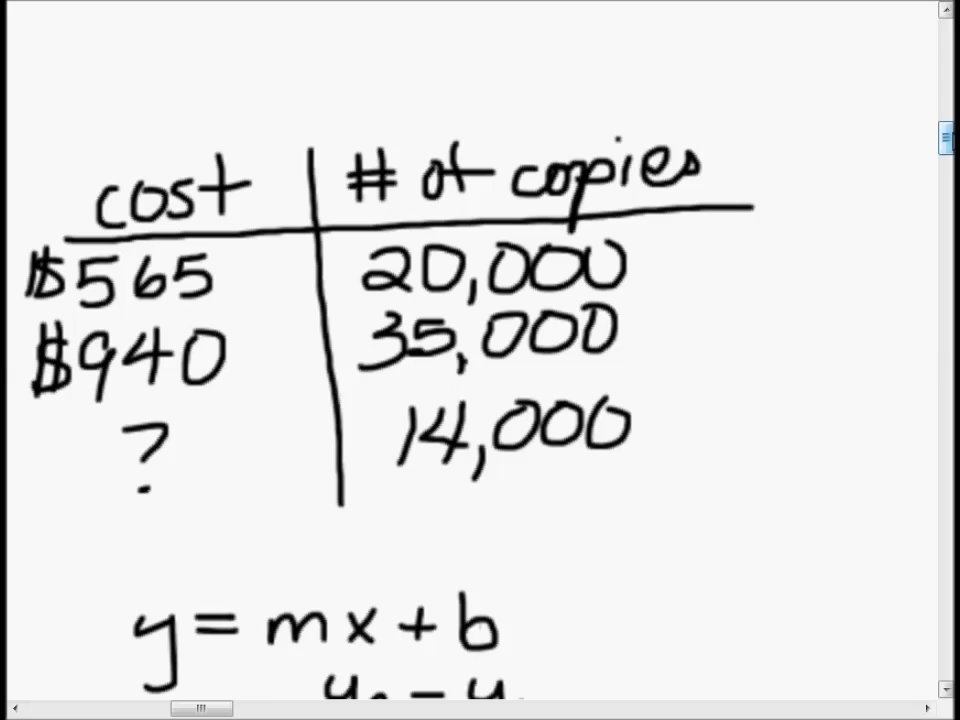 cost # of copies
$565 20,000
$940 35,000
? 14,000
y = mx + b